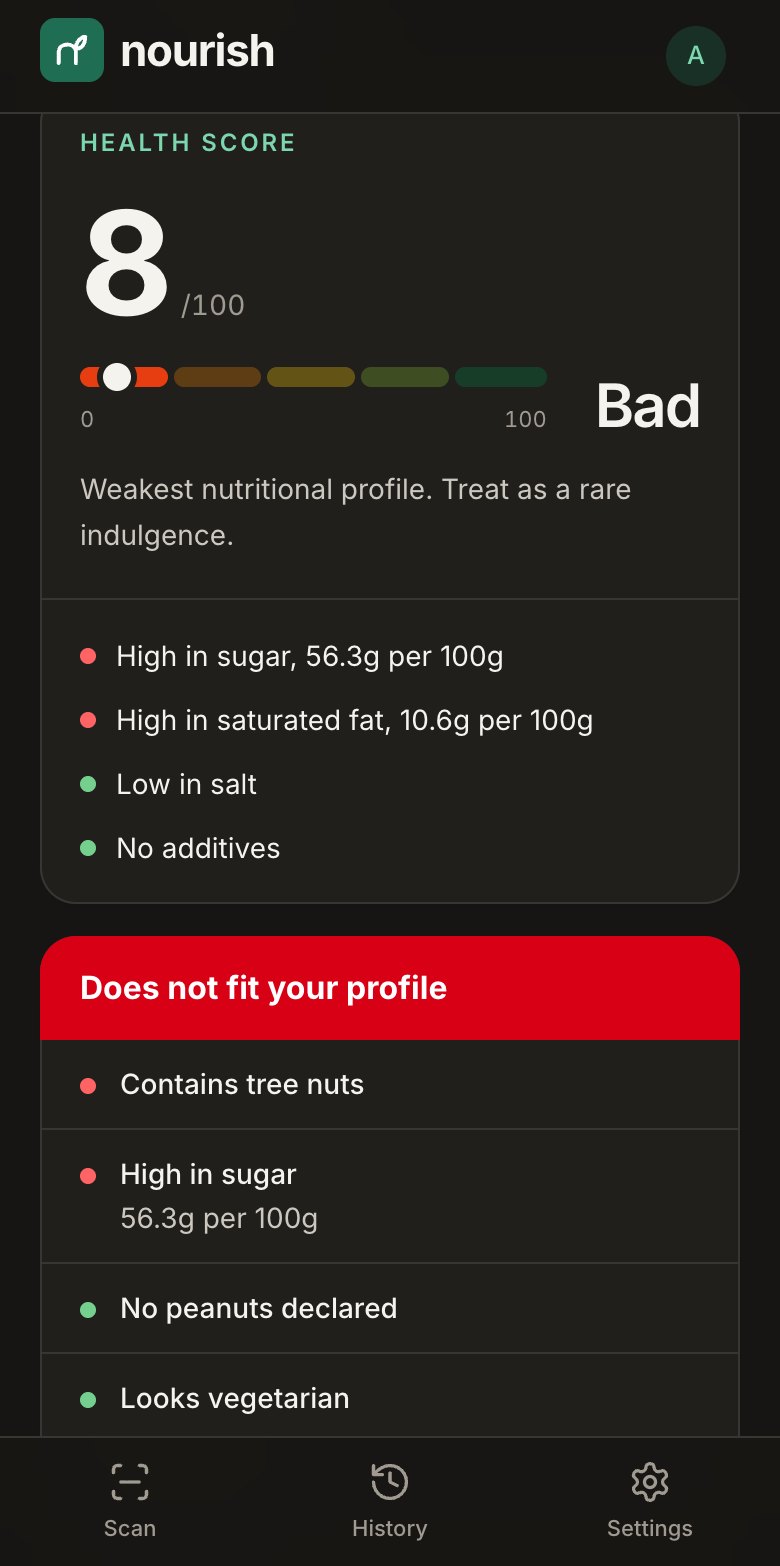 nourish
A
HEALTH SCORE
8 /100
0 100
Bad
Weakest nutritional profile. Treat as a rare
indulgence.
High in sugar, 56.3g per 100g
High in saturated fat, 10.6g per 100g
Low in salt
No additives
Does not fit your profile
Contains tree nuts
High in sugar
56.3g per 100g
No peanuts declared
Looks vegetarian
Scan History Settings